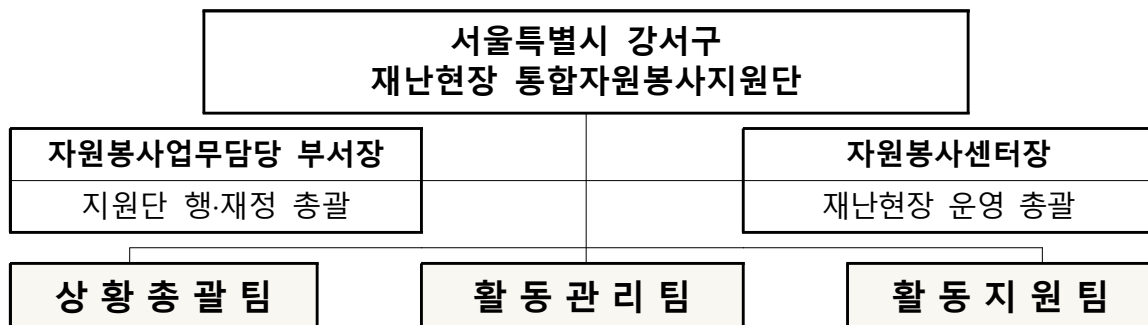 서울특별시 강서구
재난현장 통합자원봉사지원단
자원봉사업무담당 부서장
지원단 행·재정 총괄
자원봉사센터장
재난현장 운영 총괄
상 황 총 괄 팀
활 동 관 리 팀
활 동 지 원 팀